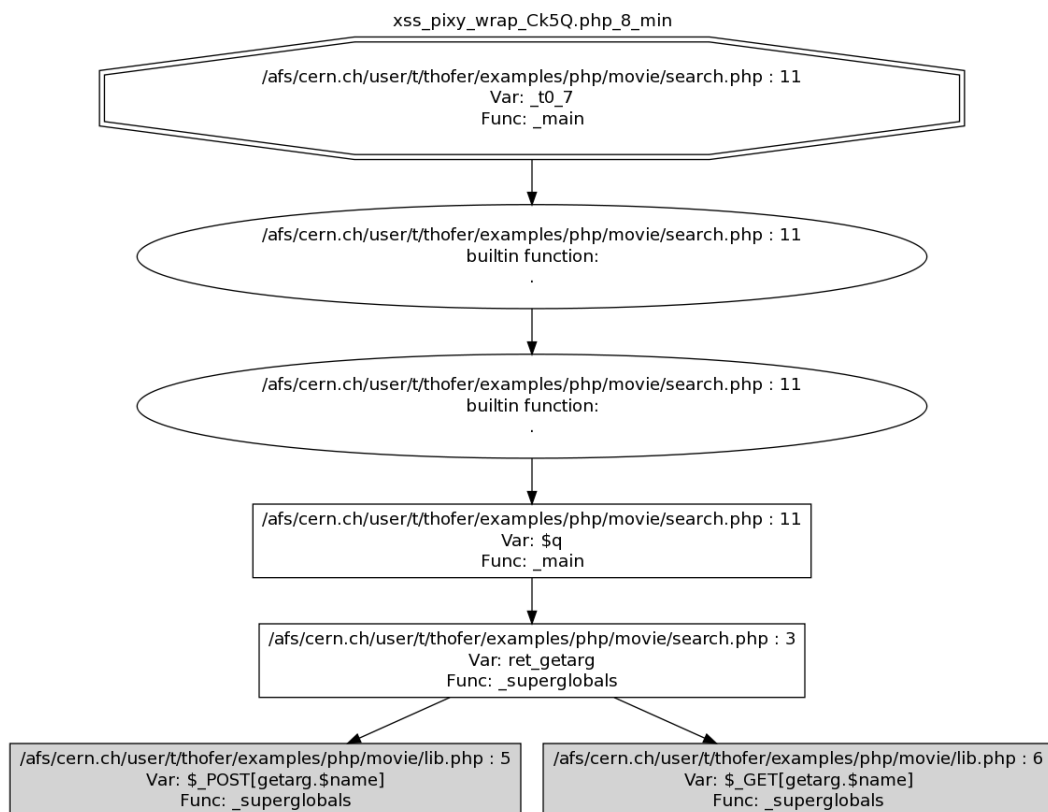 xss_pixy_wrap_Ck5Q.php_8_min
/afs/cern.ch/user/t/thofer/examples/php/movie/search.php : 11
Var: _t0_7
Func: _main
/afs/cern.ch/user/t/thofer/examples/php/movie/search.php : 11
builtin function:
.
/afs/cern.ch/user/t/thofer/examples/php/movie/search.php : 11
builtin function:
.
/afs/cern.ch/user/t/thofer/examples/php/movie/search.php : 11
Var: $q
Func: _main
/afs/cern.ch/user/t/thofer/examples/php/movie/search.php : 3
Var: ret_getarg
Func: _superglobals
/afs/cern.ch/user/t/thofer/examples/php/movie/lib.php : 5
Var: $_POST[getarg.$name]
Func: _superglobals
/afs/cern.ch/user/t/thofer/examples/php/movie/lib.php : 6
Var: $_GET[getarg.$name]
Func: _superglobals